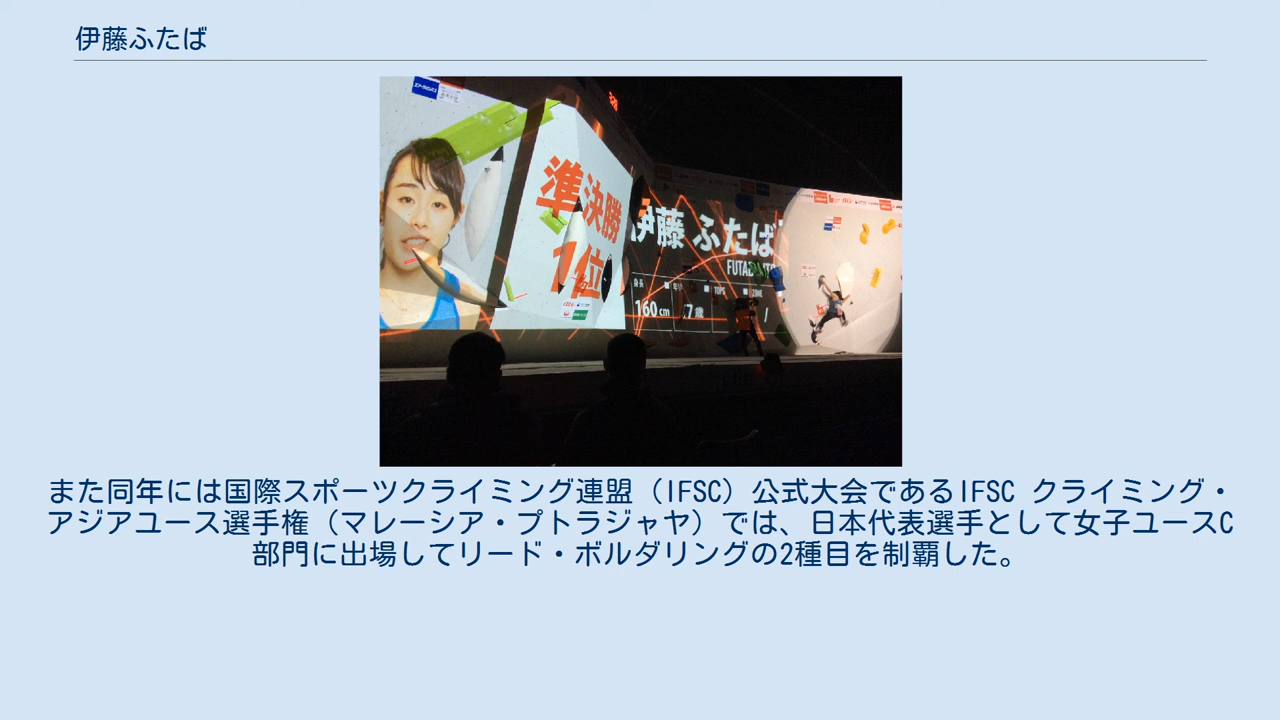 伊藤ふたば
準決勝
1位
伊藤 ふたば
160cm
7歳
また同年には国際スポーツクライミング連盟（IFSC）公式大会であるIFSC クライミング・
アジアユース選手権（マレーシア・プトラジャヤ）では、日本代表選手として女子ユースC
部門に出場してリード・ボルダリングの2種目を制覇した。